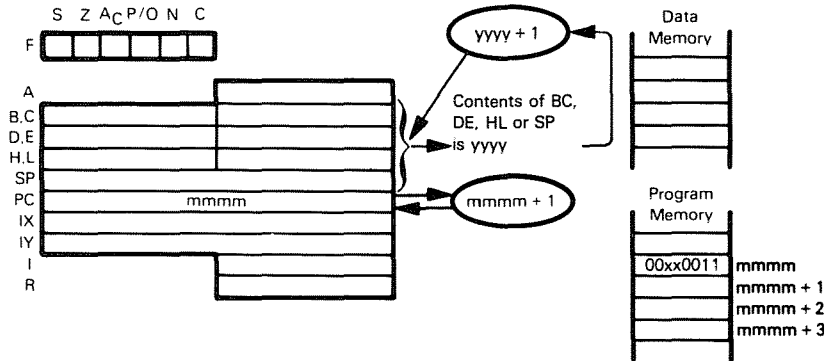 S Z AC P/O N C
F
A
B.C
D.E
H.L
SP
PC
IX
IY
I
R
mmmm
yyyy + 1
Contents of BC,
DE, HL or SP
is yyyy
mmmm + 1
Data
Memory
Program
Memory
00xx0011 mmmm
mmmm + 1
mmmm + 2
mmmm + 3